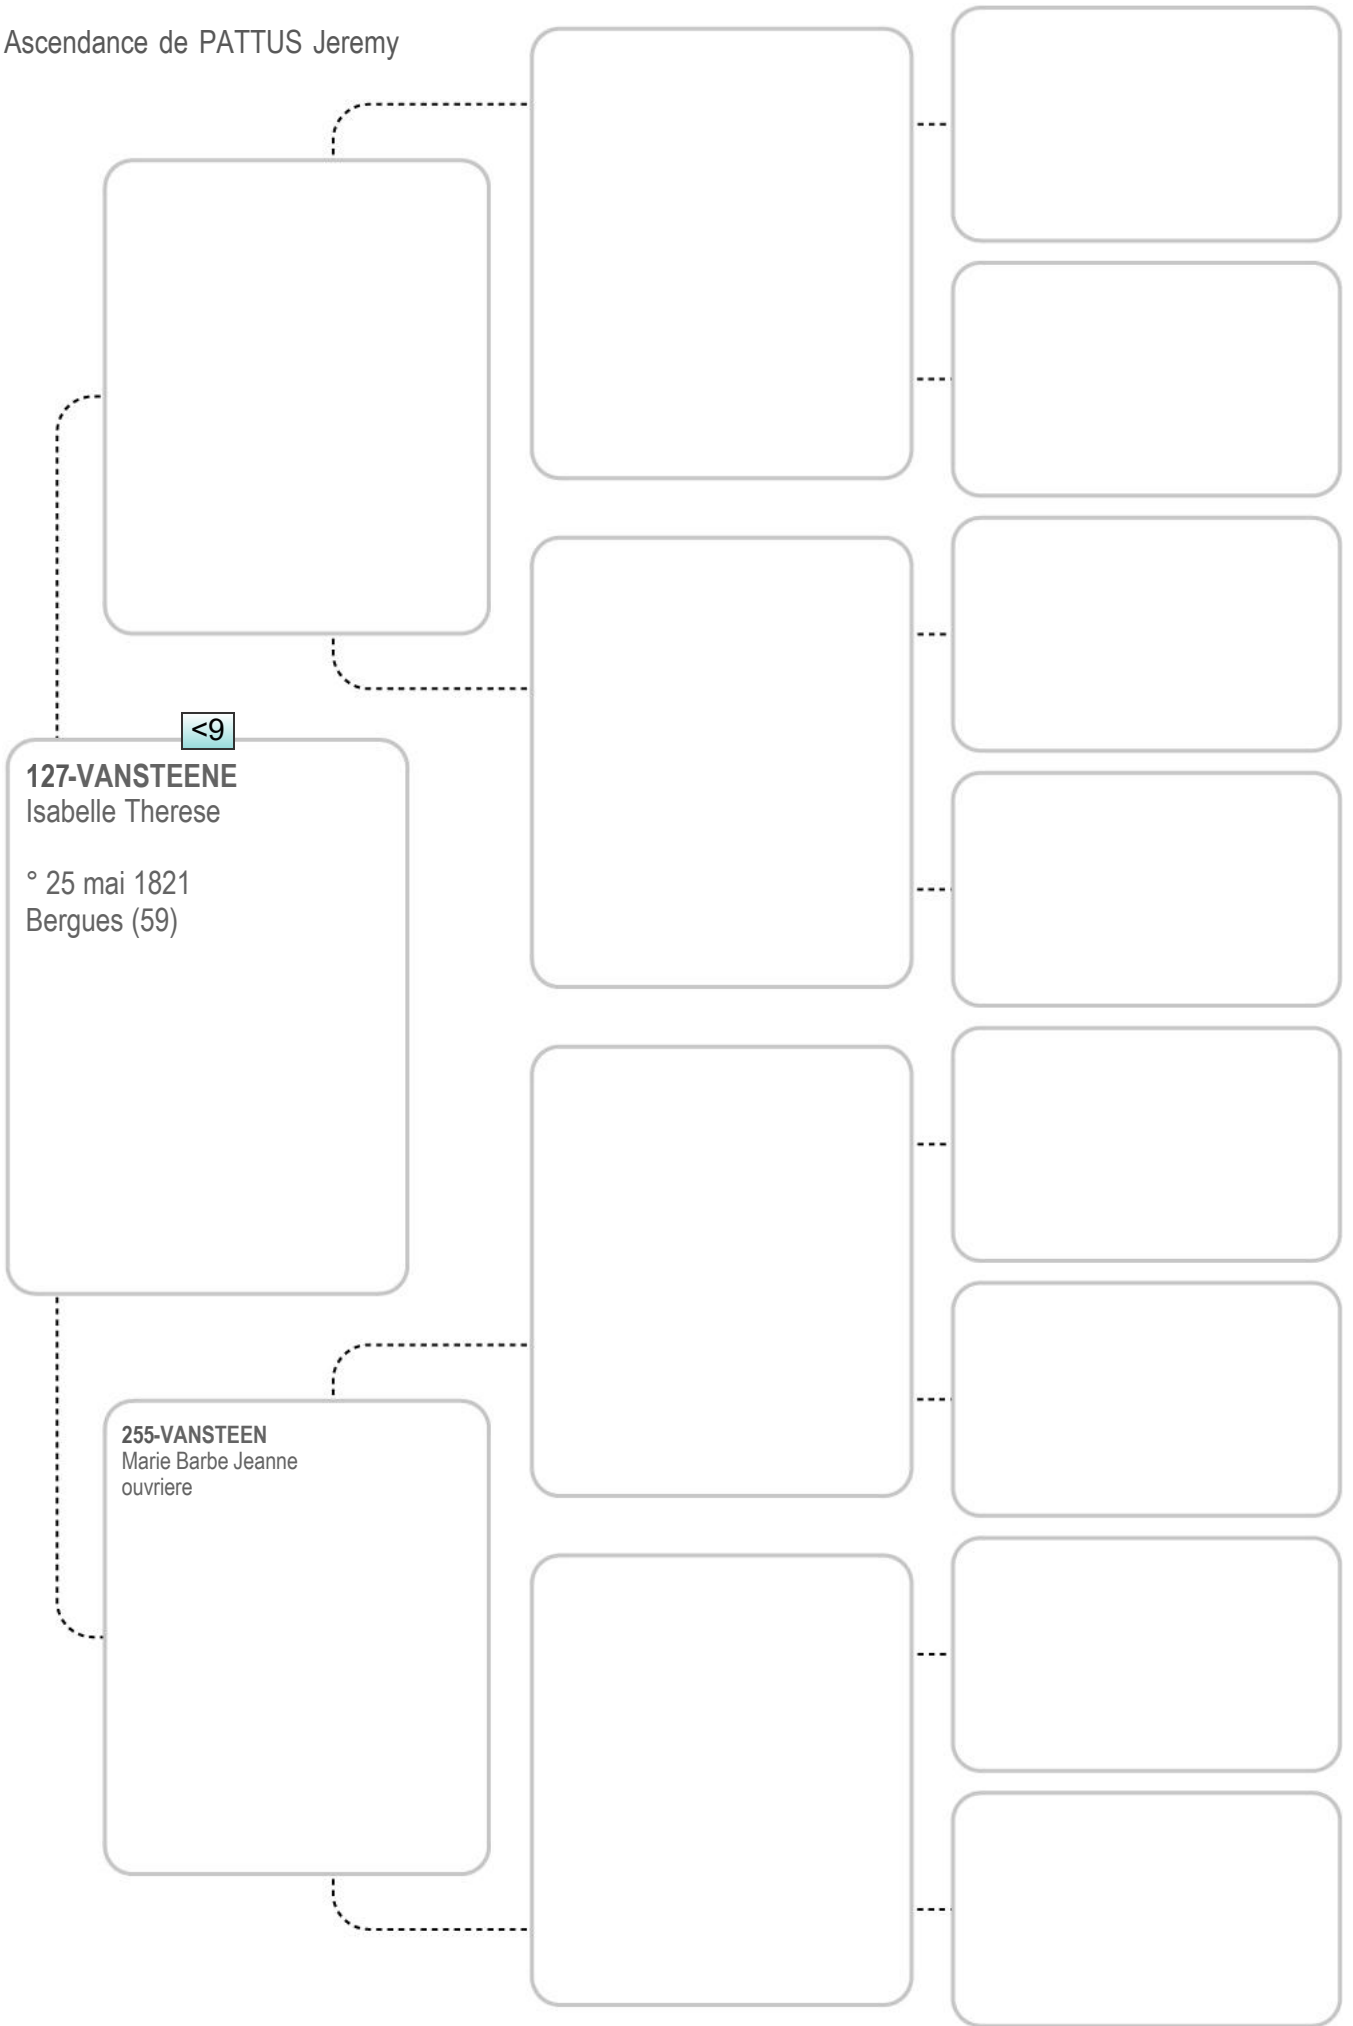 Ascendance de PATTUS Jeremy
<9
127-VANSTEENE
Isabelle Therese
° 25 mai 1821
Bergues (59)
255-VANSTEEN
Marie Barbe Jeanne
ouvriere